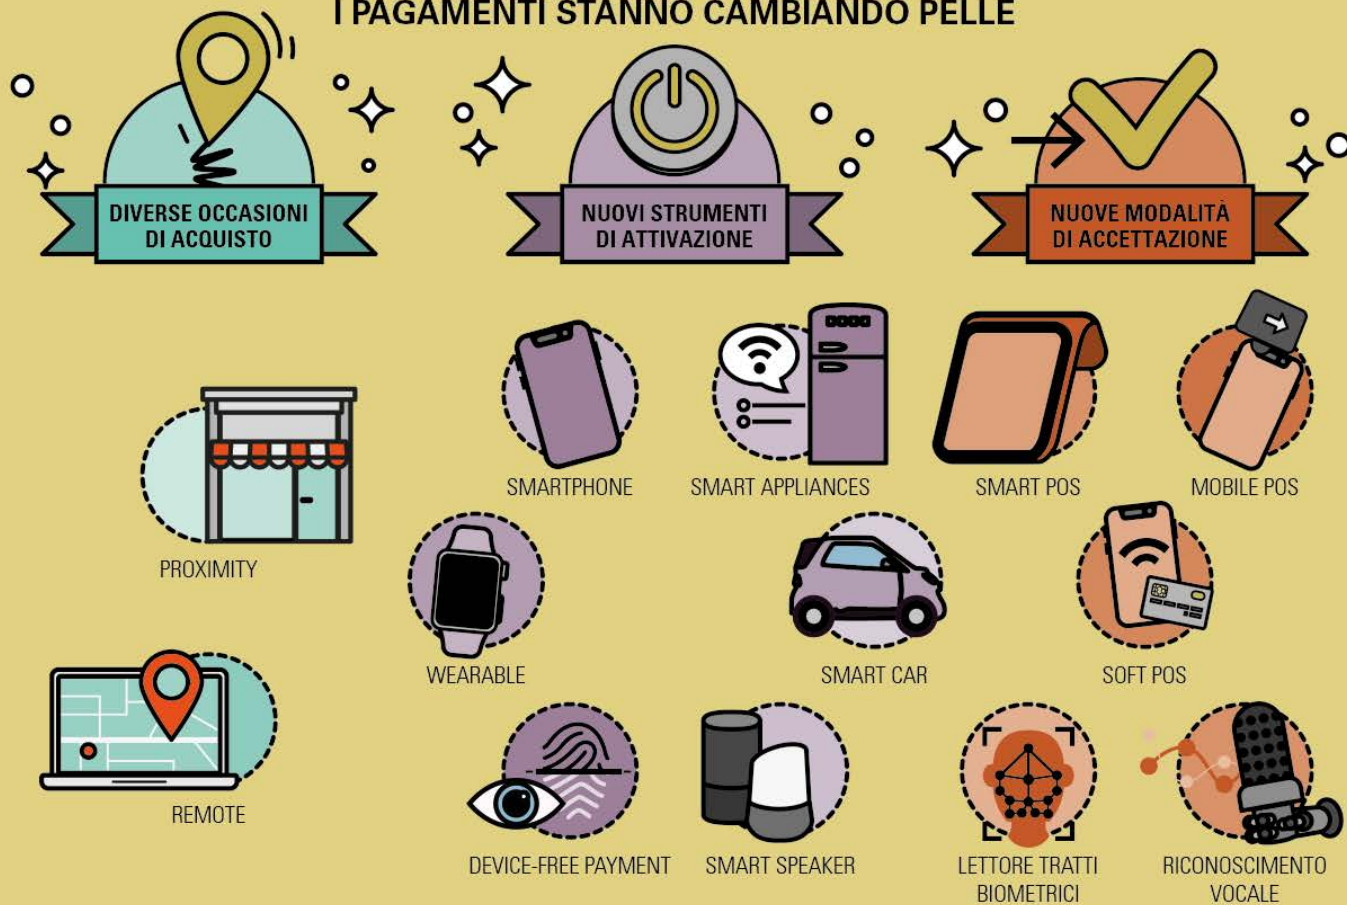 I PAGAMENTI STANNO CAMBIANDO PELLE
DIVERSE OCCASIONI
DI ACQUISTO
NUOVI STRUMENTI
DI ATTIVAZIONE
NUOVE MODALITÀ
DI ACCETTAZIONE
PROXIMITY
REMOTE
SMARTPHONE
SMART APPLIANCES
WEARABLE
SMART CAR
DEVICE-FREE PAYMENT
SMART SPEAKER
SMART POS
MOBILE POS
SOFT POS
LETTORE TRATTI
BIOMETRICI
RICONOSCIMENTO
VOCALE